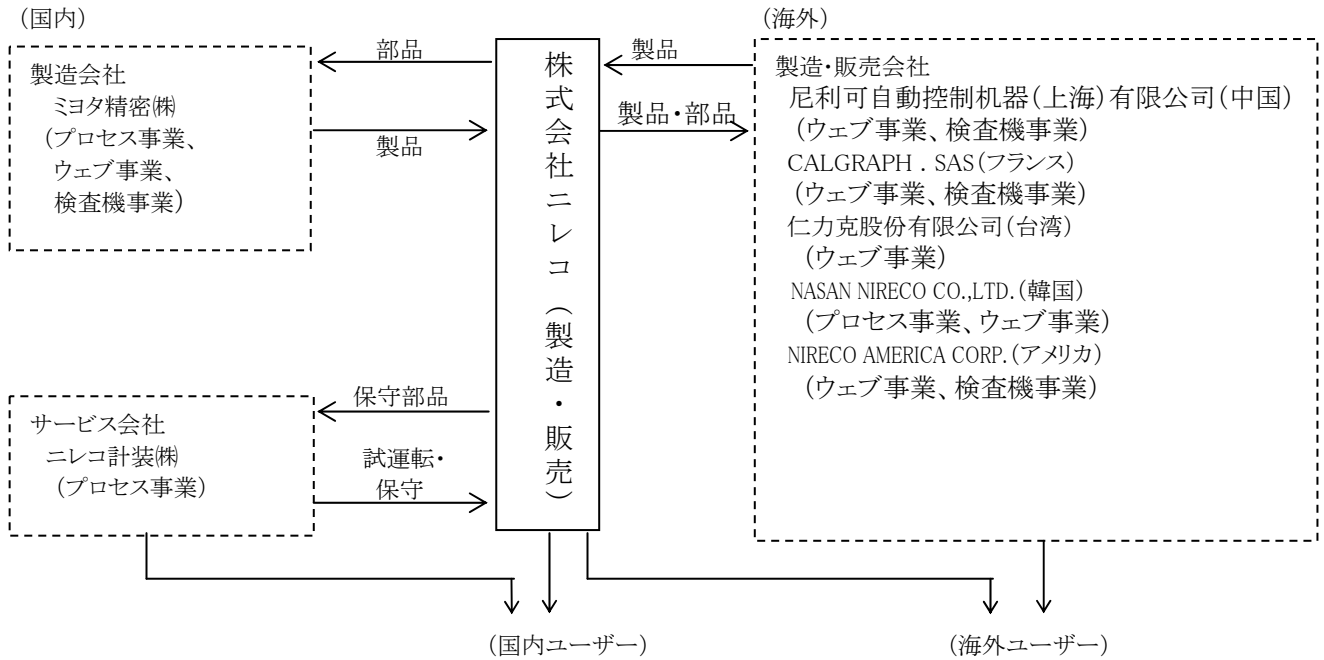 (国内)
製造会社
ミヨタ精密㈱
(プロセス事業、
ウェブ事業、
検査機事業)
部品
製品
サービス会社
ニレコ計装㈱
(プロセス事業)
保守部品
試運転・
保守
株式会社ニレコ(製造・販売)
製品
製品・部品
(海外)
製造・販売会社
尼利可自動控制机器(上海)有限公司(中国)
(ウェブ事業、検査機事業)
CALGRAPH . SAS(フランス)
(ウェブ事業、検査機事業)
仁力克股份有限公司(台湾)
(ウェブ事業)
NASAN NIRECO CO.,LTD.(韓国)
(プロセス事業、ウェブ事業)
NIRECO AMERICA CORP.(アメリカ)
(ウェブ事業、検査機事業)
(国内ユーザー)
(海外ユーザー)